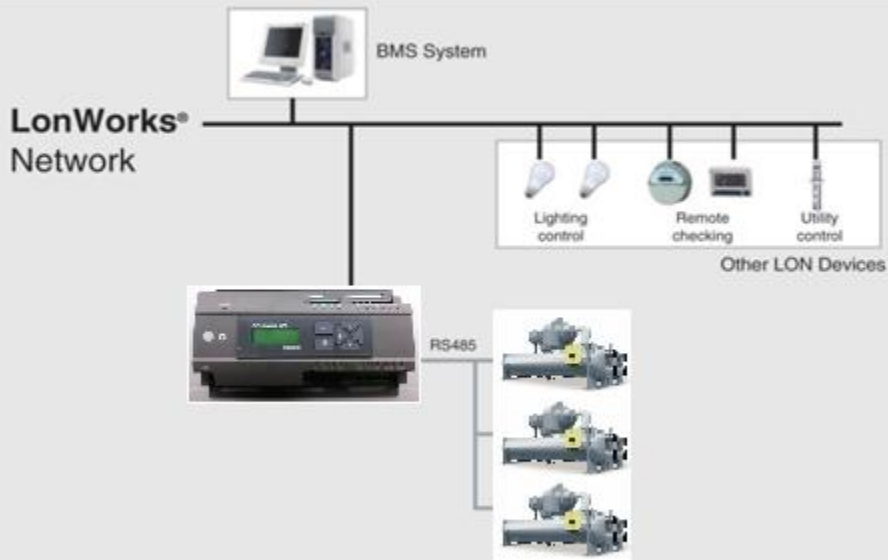 BMS System
LonWorks®
Network
Lighting
control
Remote
checking
Utility
control
Other LON Devices
RS485